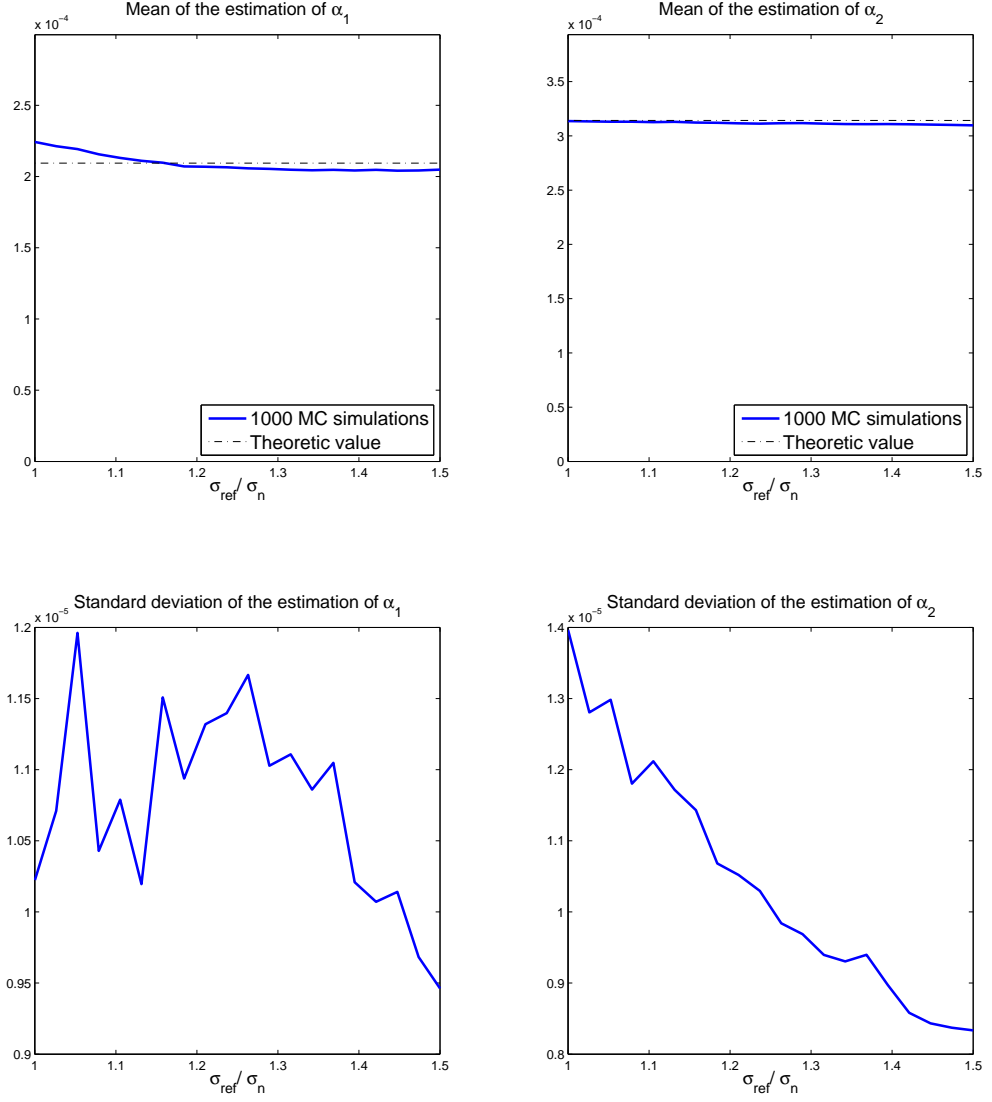 Mean of the estimation of α1
x 10−4
2.5
2
1.5
1
0.5
0
1000 MC simulations
Theoretic value
1 1.1 1.2 1.3 1.4 1.5
σref/ σn
Mean of the estimation of α2
x 10−4
3.5
3
2.5
2
1.5
1
0.5
0
1000 MC simulations
Theoretic value
1 1.1 1.2 1.3 1.4 1.5
σref/ σn
Standard deviation of the estimation of α1
x 10−5
1.2
1.15
1.1
1.05
1
0.95
0.9
1 1.1 1.2 1.3 1.4 1.5
σref/ σn
Standard deviation of the estimation of α2
x 10−5
1.4
1.3
1.2
1.1
1
0.9
0.8
1 1.1 1.2 1.3 1.4 1.5
σref/ σn